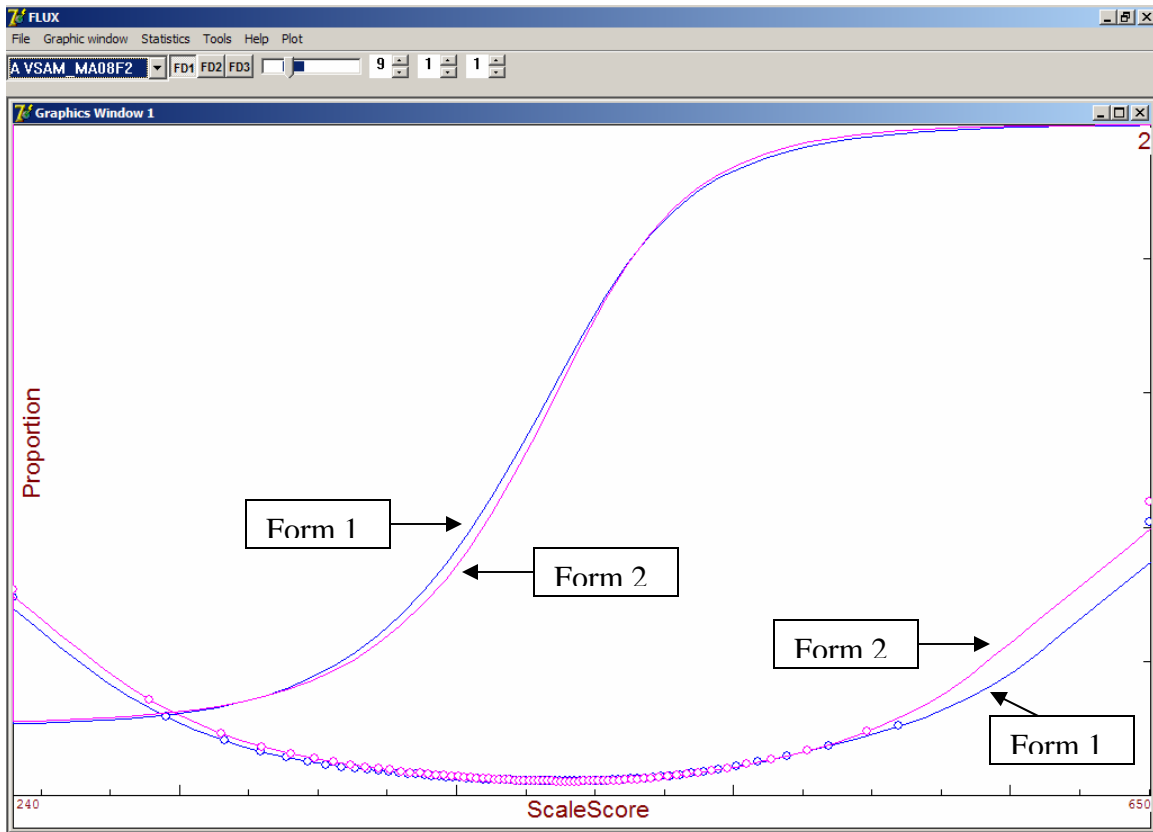 FLUX
File Graphic window Statistics Tools Help Plot
A VSAM_MA08F2 FD1 FD2 FD3 9 1 1
Graphics Window 1
2
Proportion
Form 1
Form 2
Form 2
Form 1
240 ScaleScore 650